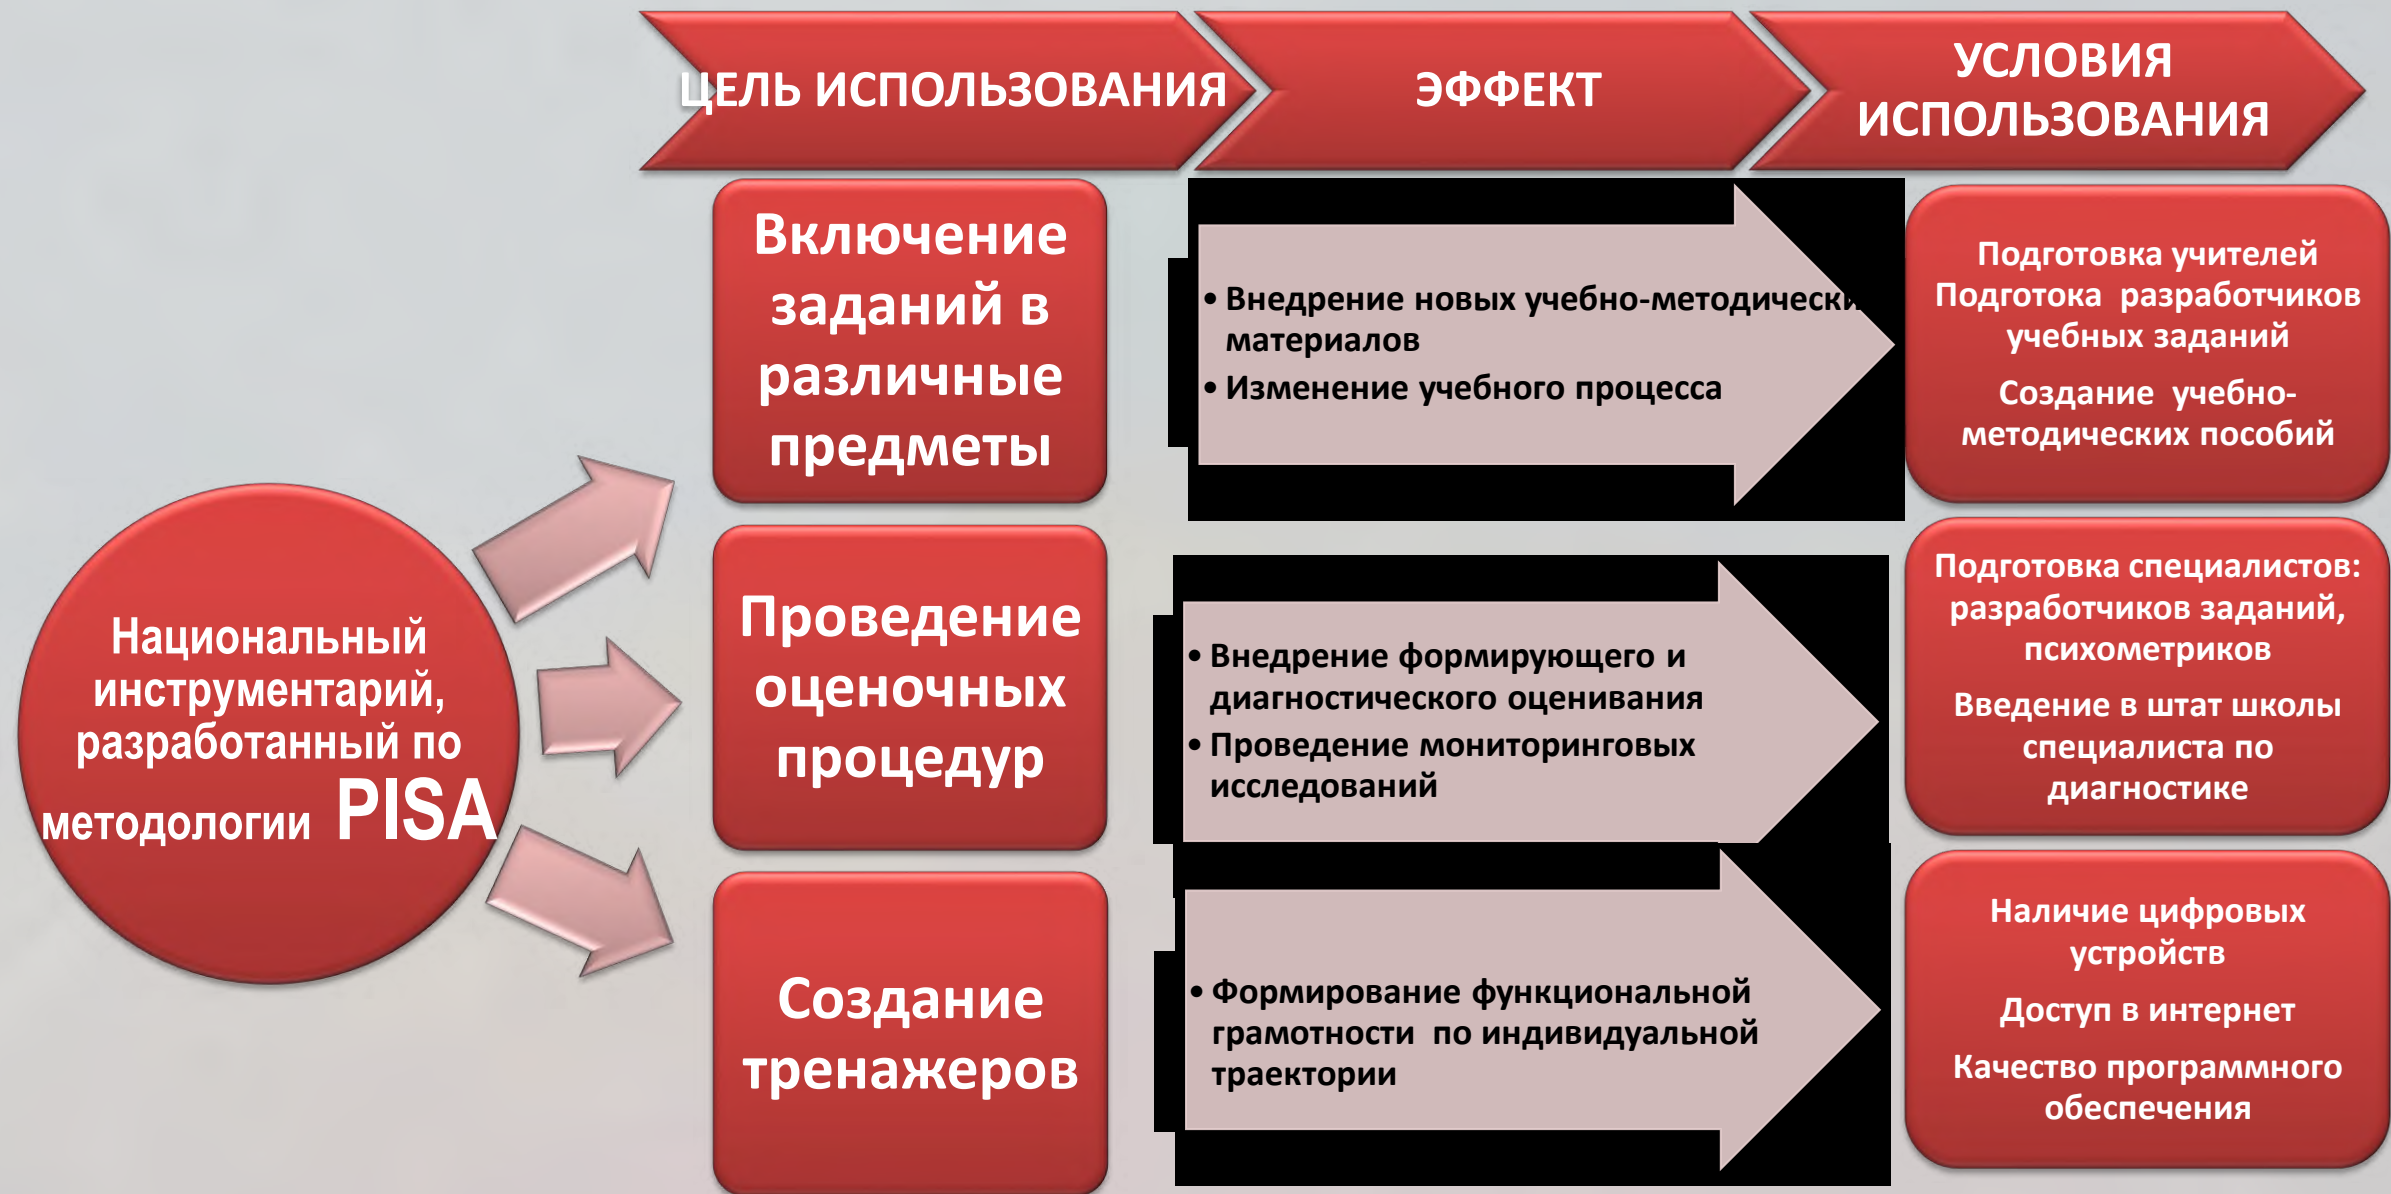 ЦЕЛЬ ИСПОЛЬЗОВАНИЯ
ЭФФЕКТ
УСЛОВИЯ
ИСПОЛЬЗОВАНИЯ
Национальный
инструментарий,
разработанный по
методологии PISA
Включение
заданий в
различные
предметы
• Внедрение новых учебно-методически
материалов
• Изменение учебного процесса
Подготовка учителей
Подготока разработчиков
учебных заданий
Создание учебно-
методических пособий
Проведение
оценочных
процедур
• Внедрение формирующего и
диагностического оценивания
• Проведение мониторинговых
исследований
Подготовка специалистов:
разработчиков заданий,
психометриков
Введение в штат школы
специалиста по
диагностике
Создание
тренажеров
• Формирование функциональной
грамотности по индивидуальной
траектории
Наличие цифровых
устройств
Доступ в интернет
Качество программного
обеспечения